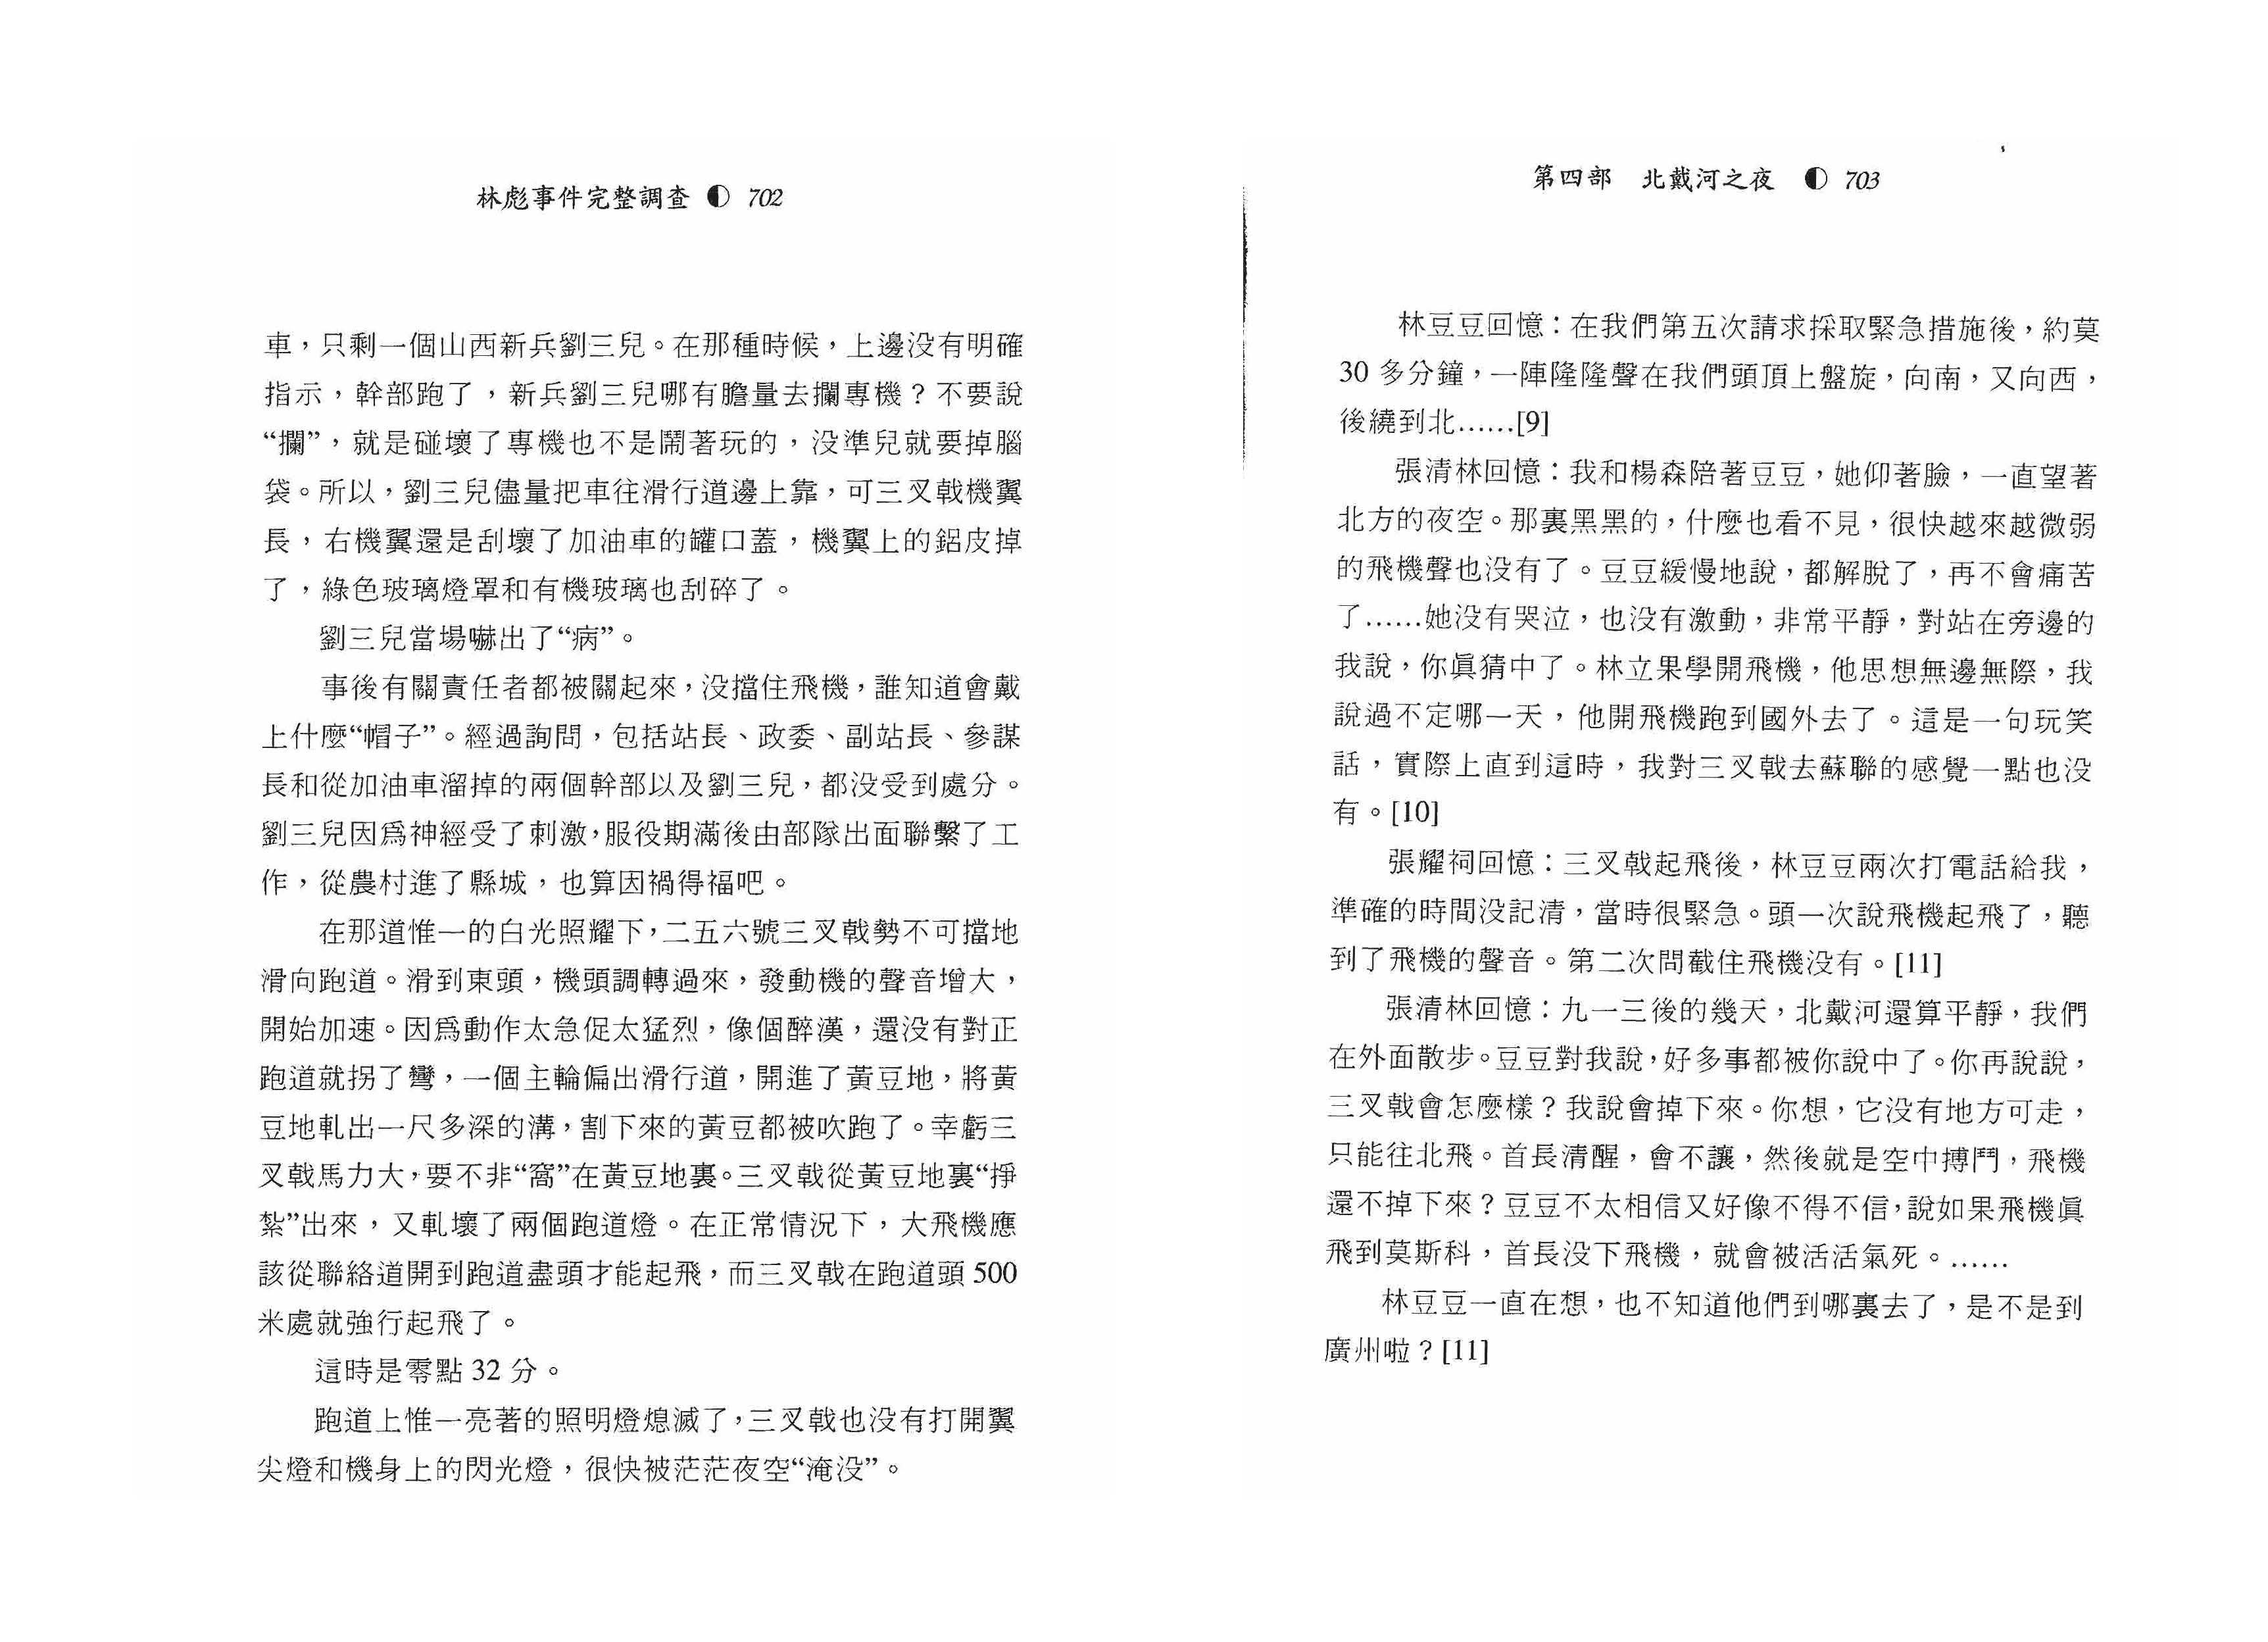 林彪事件完整調查 ◐ 702
車，只剩一個山西新兵劉三兒。在那種時候，上邊没有明確
指示，幹部跑了，新兵劉三兒哪有膽量去攔專機？不要說
“攔”，就是碰壞了專機也不是鬧著玩的，没準兒就要掉腦
袋。所以，劉三兒儘量把車往滑行道邊上靠，可三叉戟機翼
長，右機翼還是刮壞了加油車的罐口蓋，機翼上的鋁皮掉
了，綠色玻璃燈罩和有機玻璃也刮碎了。
劉三兒當場嚇出了“病”。
事後有關責任者都被關起來，没擋住飛機，誰知道會戴
上什麼“帽子”。經過詢問，包括站長、政委、副站長、參謀
長和從加油車溜掉的兩個幹部以及劉三兒，都没受到處分。
劉三兒因爲神經受了刺激，服役期滿後由部隊出面聯繫了工
作，從農村進了縣城，也算因禍得福吧。
在那道惟一的白光照耀下，二五六號三叉戟勢不可擋地
滑向跑道。滑到東頭，機頭調轉過來，發動機的聲音增大，
開始加速。因爲動作太急促太猛烈，像個醉漢，還没有對正
跑道就拐了彎，一個主輪偏出滑行道，開進了黃豆地，將黃
豆地軋出一尺多深的溝，割下來的黃豆都被吹跑了。幸虧三
叉戟馬力大，要不非“窩”在黃豆地裏。三叉戟從黃豆地裏“掙
紮”出來，又軋壞了兩個跑道燈。在正常情況下，大飛機應
該從聯絡道開到跑道盡頭才能起飛，而三叉戟在跑道頭 500
米處就強行起飛了。
這時是零點 32 分。
跑道上惟一亮著的照明燈熄滅了，三叉戟也没有打開翼
尖燈和機身上的閃光燈，很快被茫茫夜空“淹没”。
第四部　北戴河之夜 ◐ 703
林豆豆回憶：在我們第五次請求採取緊急措施後，約莫
30 多分鐘，一陣隆隆聲在我們頭頂上盤旋，向南，又向西，
後繞到北……[9]
張清林回憶：我和楊森陪著豆豆，她仰著臉，一直望著
北方的夜空。那裏黑黑的，什麼也看不見，很快越來越微弱
的飛機聲也没有了。豆豆緩慢地說，都解脫了，再不會痛苦
了……她没有哭泣，也没有激動，非常平靜，對站在旁邊的
我說，你眞猜中了。林立果學開飛機，他思想無邊無際，我
說過不定哪一天，他開飛機跑到國外去了。這是一句玩笑
話，實際上直到這時，我對三叉戟去蘇聯的感覺一點也没
有。[10]
張耀祠回憶：三叉戟起飛後，林豆豆兩次打電話給我，
準確的時間没記清，當時很緊急。頭一次說飛機起飛了，聽
到了飛機的聲音。第二次問截住飛機没有。[11]
張清林回憶：九一三後的幾天，北戴河還算平靜，我們
在外面散步。豆豆對我說，好多事都被你說中了。你再說說，
三叉戟會怎麼樣？我說會掉下來。你想，它没有地方可走，
只能往北飛。首長清醒，會不讓，然後就是空中搏鬥，飛機
還不掉下來？豆豆不太相信又好像不得不信，說如果飛機眞
飛到莫斯科，首長没下飛機，就會被活活氣死。……
林豆豆一直在想，也不知道他們到哪裏去了，是不是到
廣州啦？[11]